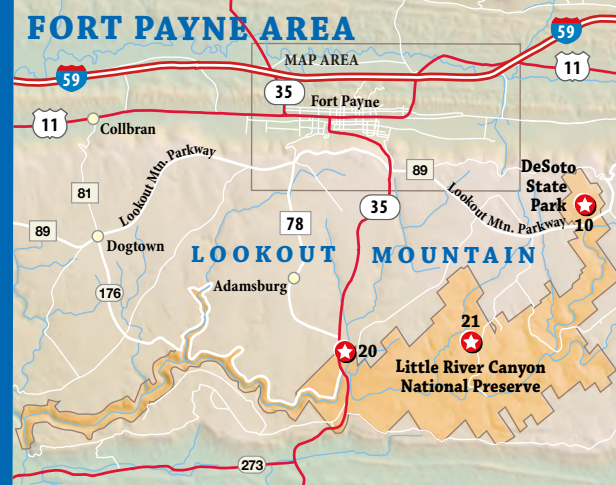 FORT PAYNE AREA
59
MAP AREA
59
11
35
Fort Payne
11
Collbran
Lookout Mtn. Parkway
89
DeSoto
State
Park
81
Lookout Mtn. Parkway
10
35
89
78
Dogtown
LOOKOUT MOUNTAIN
Adamsburg
176
21
20
Little River Canyon
National Preserve
273